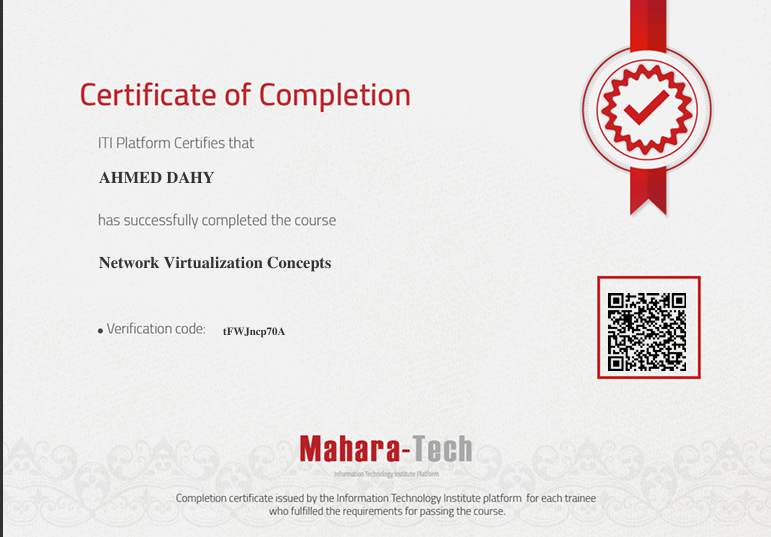 Certificate of Completion
ITI Platform Certifies that
AHMED DAHY
has successfully completed the course
Network Virtualization Concepts
• Verification code: tFWJncp70A
Mahara-Tech
Information Technology Institute Platform
Completion certificate issued by the Information Technology Institute platform for each trainee
who fulfilled the requirements for passing the course.